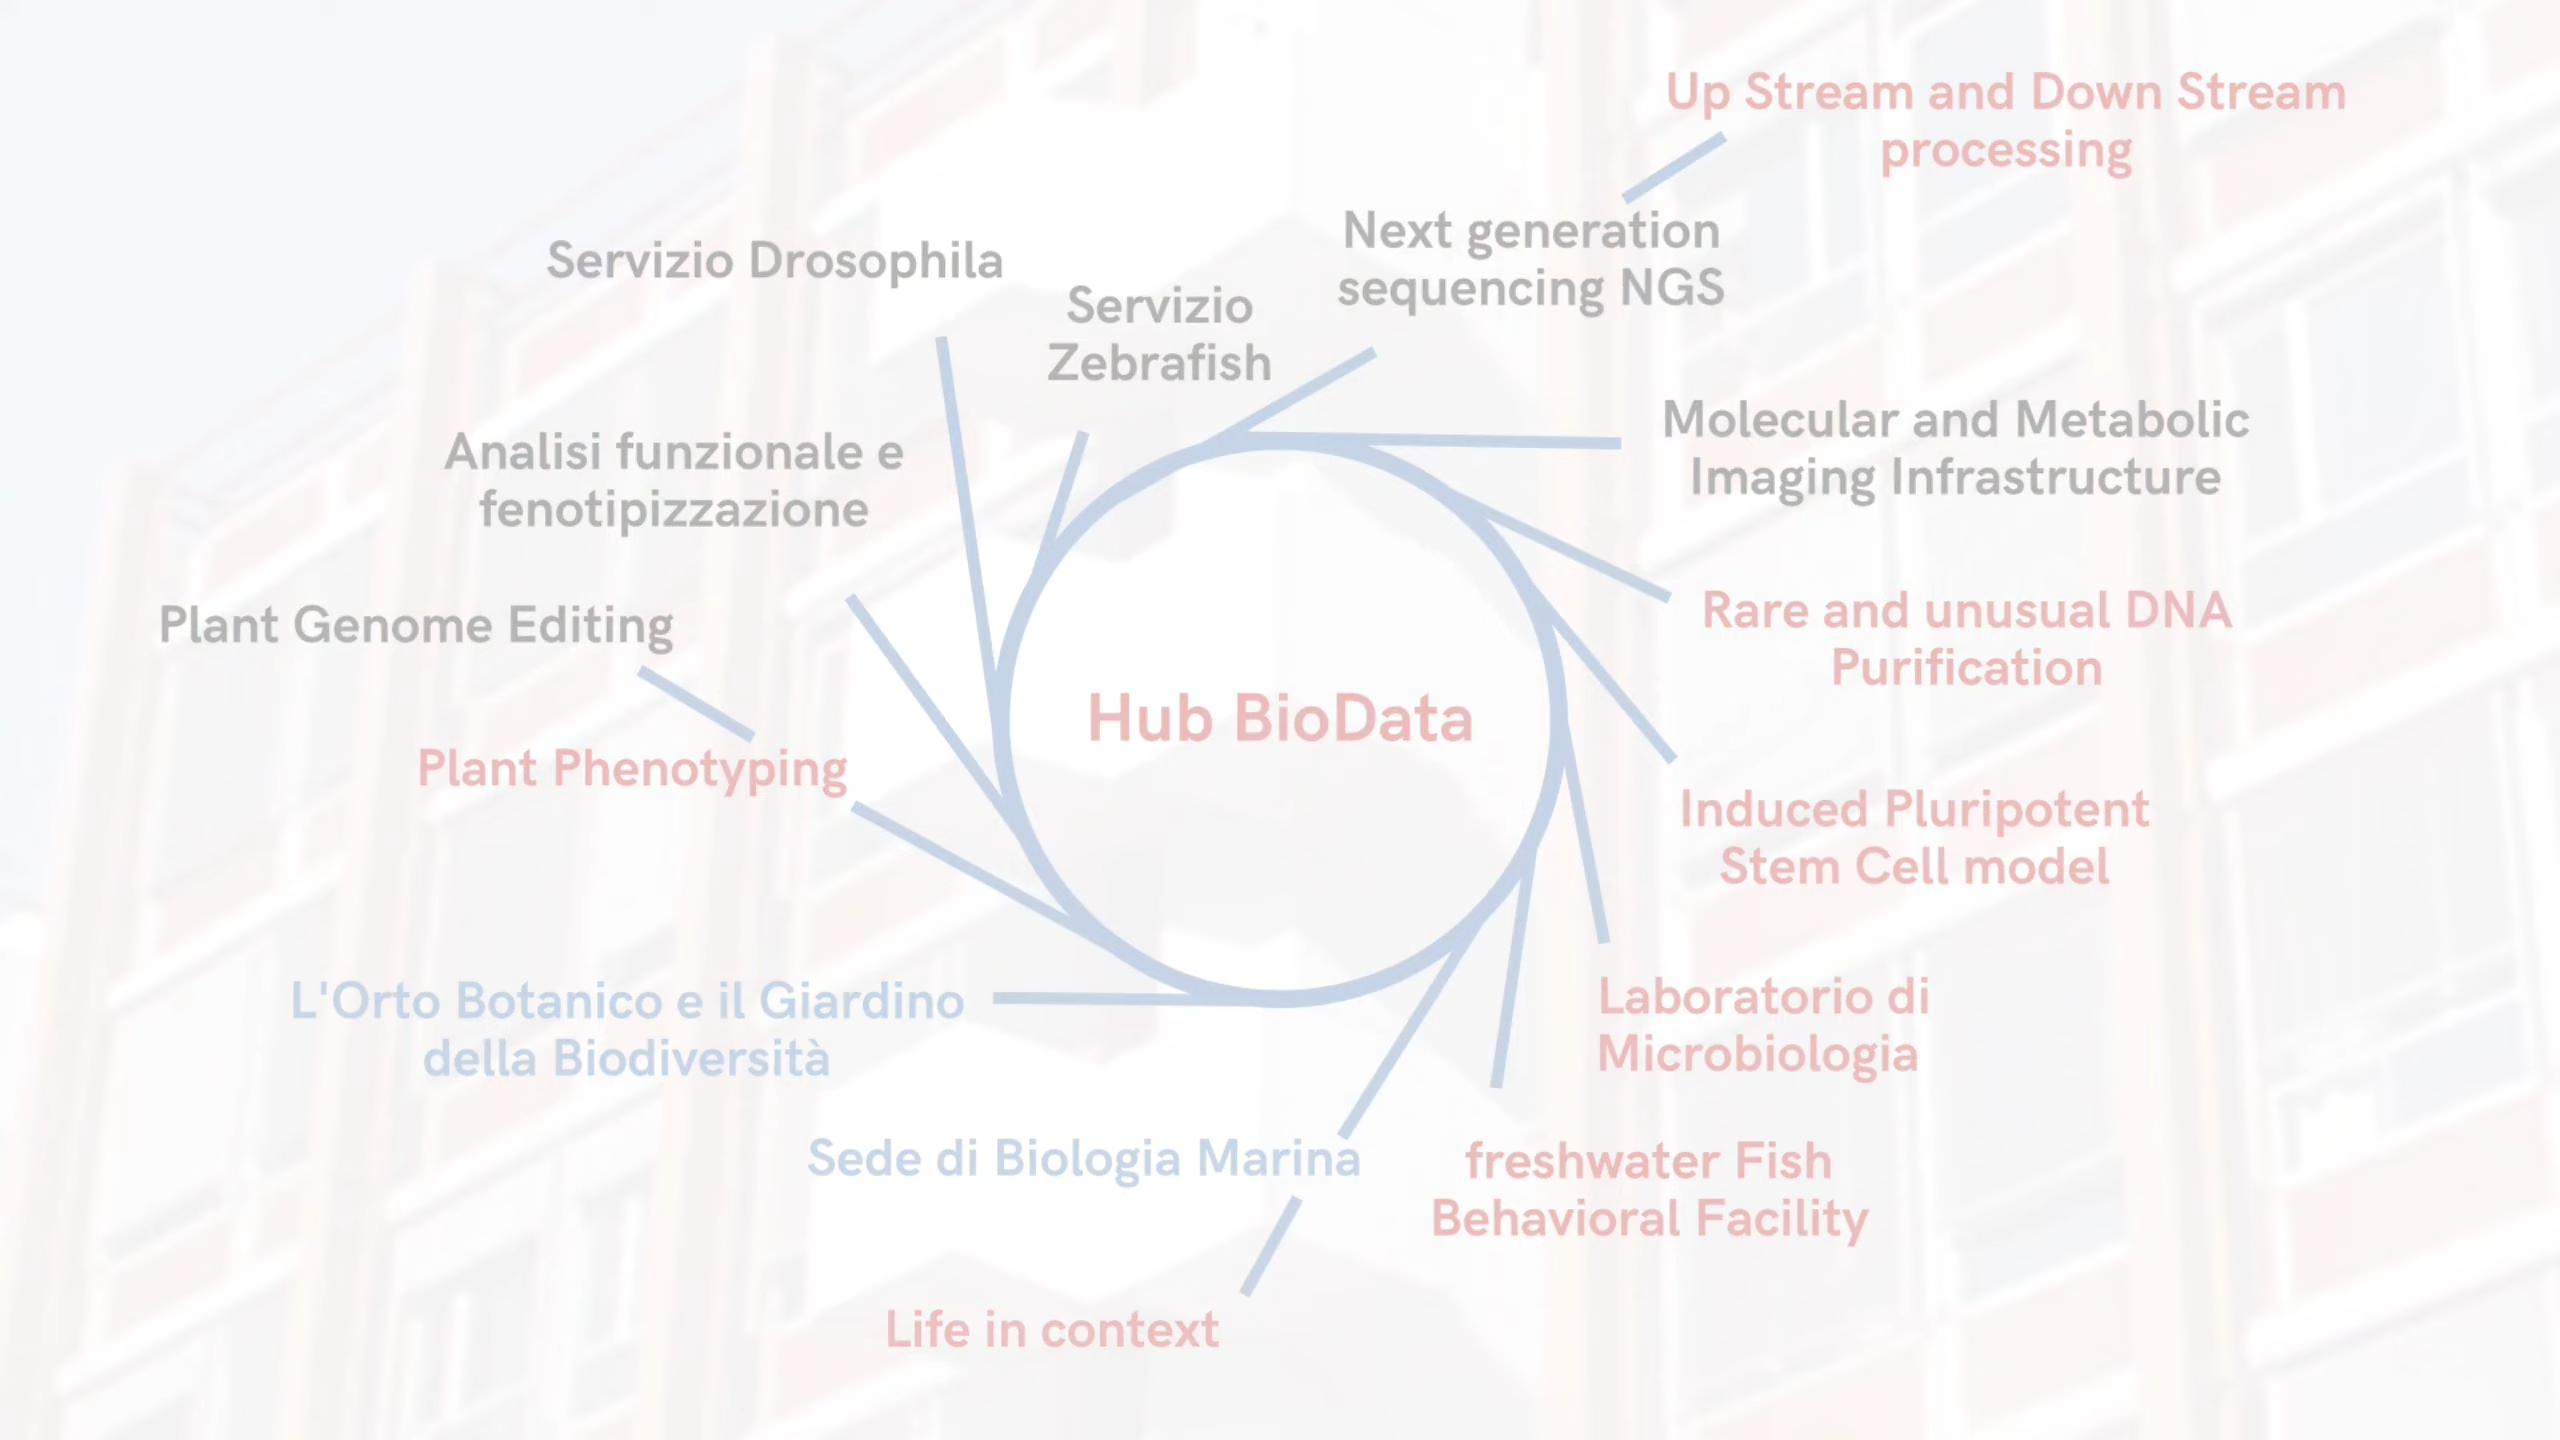 Up Stream and Down Stream
processing
Next generation
sequencing NGS
Servizio Drosophila
Servizio
Zebrafish
Molecular and Metabolic
Imaging Infrastructure
Analisi funzionale e
fenotipizzazione
Rare and unusual DNA
Purification
Plant Genome Editing
Hub BioData
Plant Phenotyping
Induced Pluripotent
Stem Cell model
L'Orto Botanico e il Giardino
della Biodiversità
Laboratorio di
Microbiologia
Sede di Biologia Marina
freshwater Fish
Behavioral Facility
Life in context